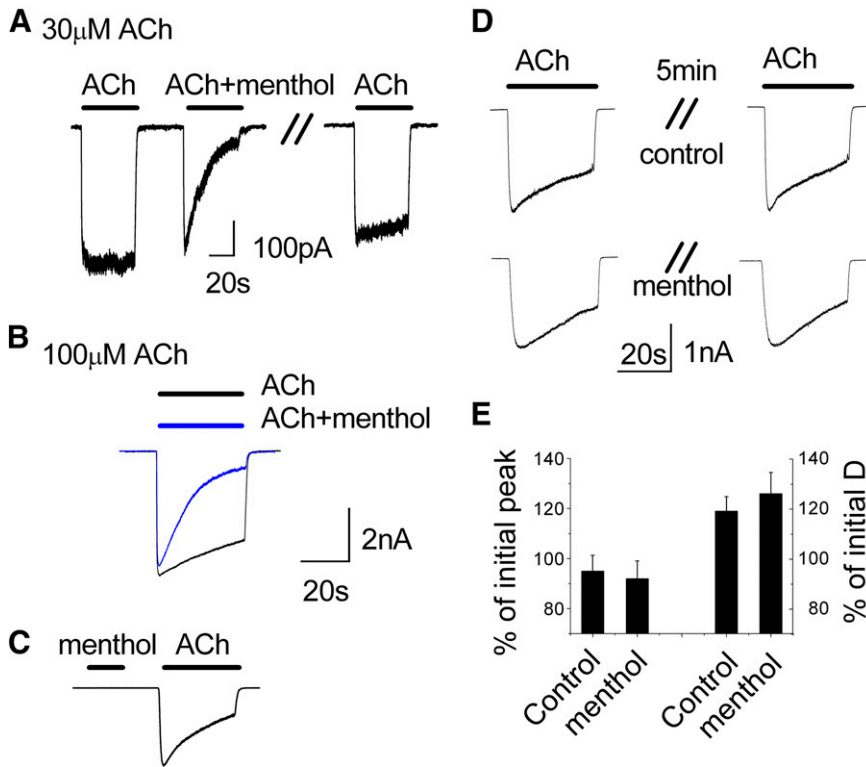 A 30μM ACh
ACh ACh+menthol ACh
100pA
20s
B 100μM ACh
ACh
ACh+menthol
2nA
20s
C
menthol ACh
D
ACh 5min ACh
control
menthol
20s 1nA
E
% of initial peak
140
120
100
80
140
120
100
80
% of initial D
Control
menthol
Control
menthol